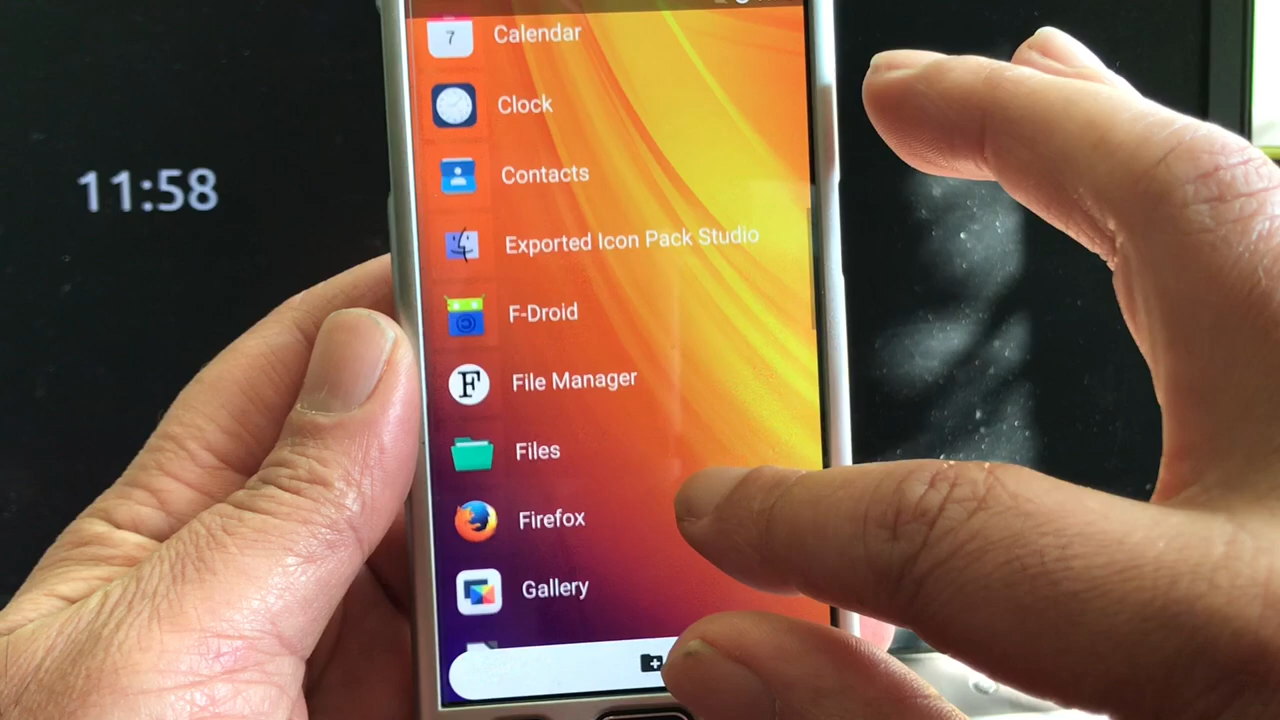 7
Calendar
Clock
11:58
Contacts
Exported Icon Pack Studio
F-Droid
F
File Manager
Files
Firefox
Gallery